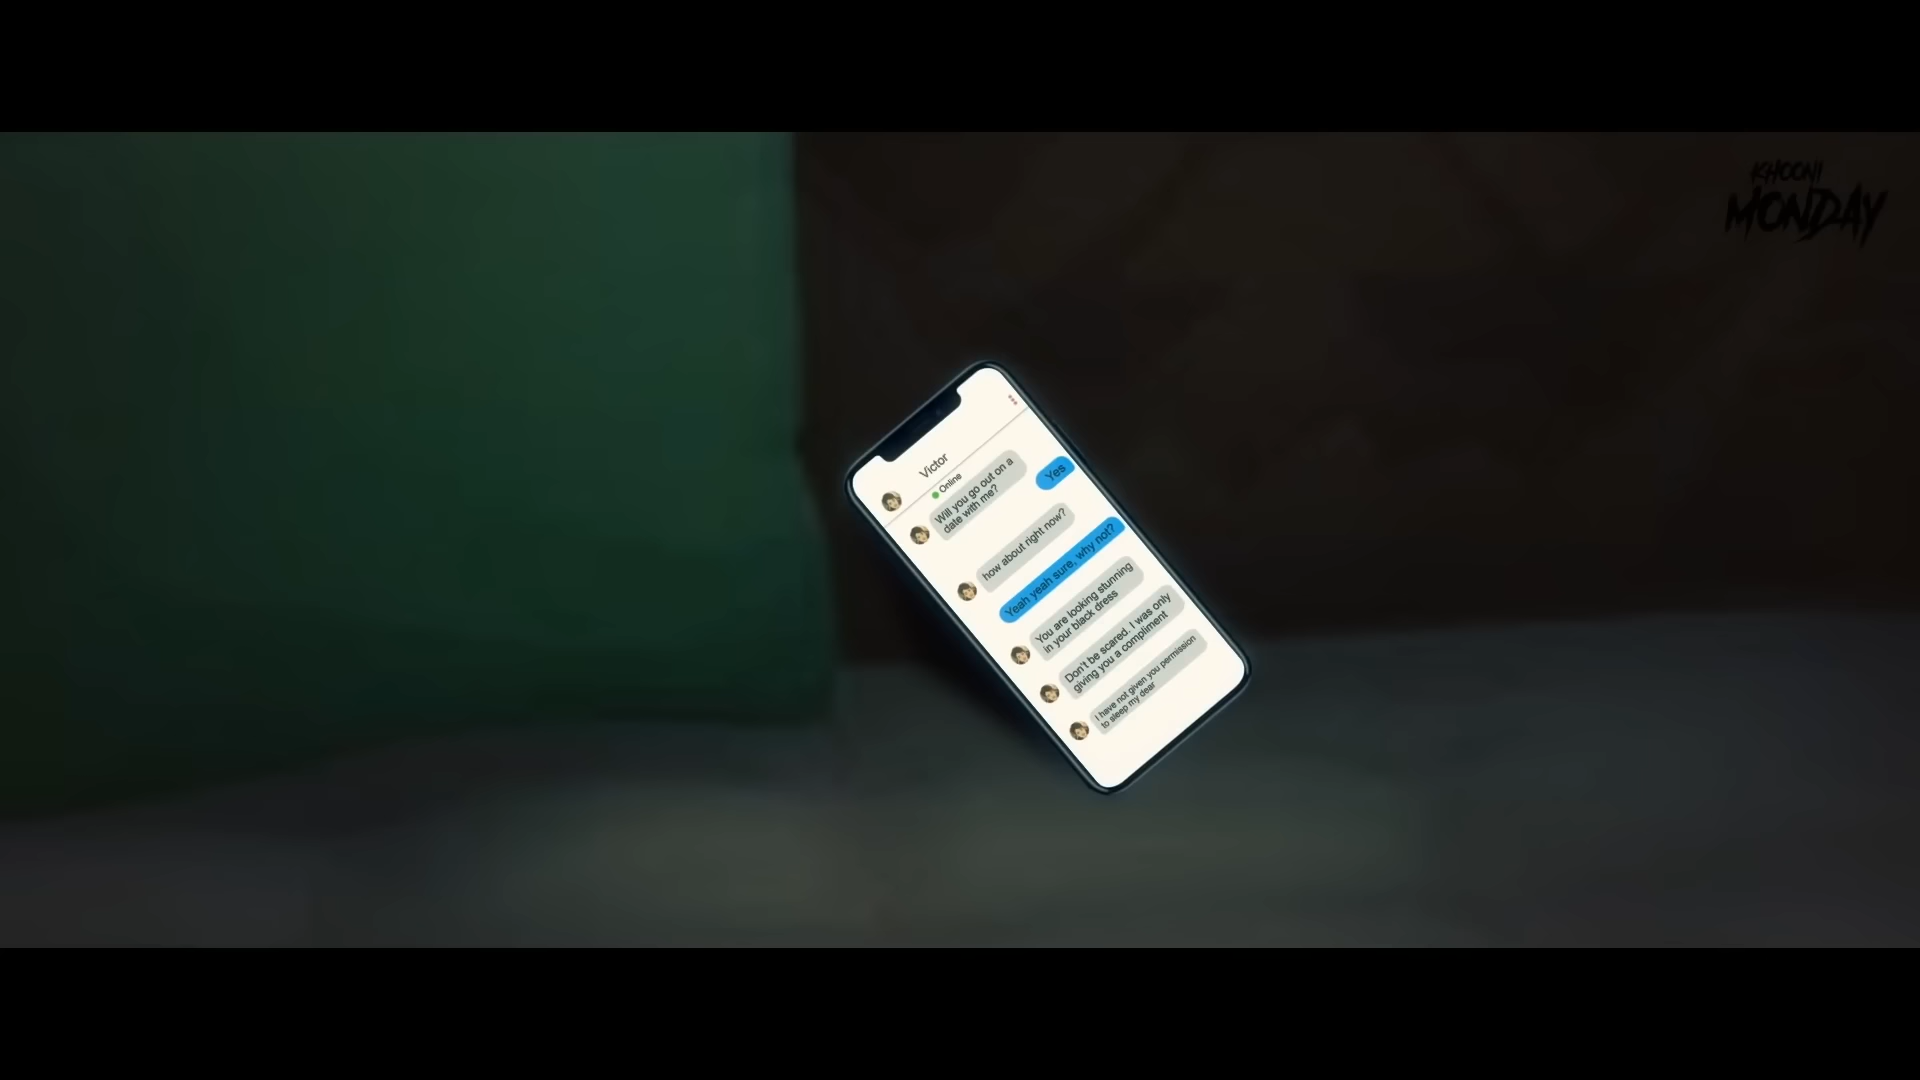 KHOONI
MONDAY
Victor
Online
Will you go out on a
date with me?
Yes
how about right now?
Yeah yeah sure, why not?
You are looking stunning
in your black dress
Don't be scared. I was only
giving you a compliment
I have not given you permission
to sleep my dear